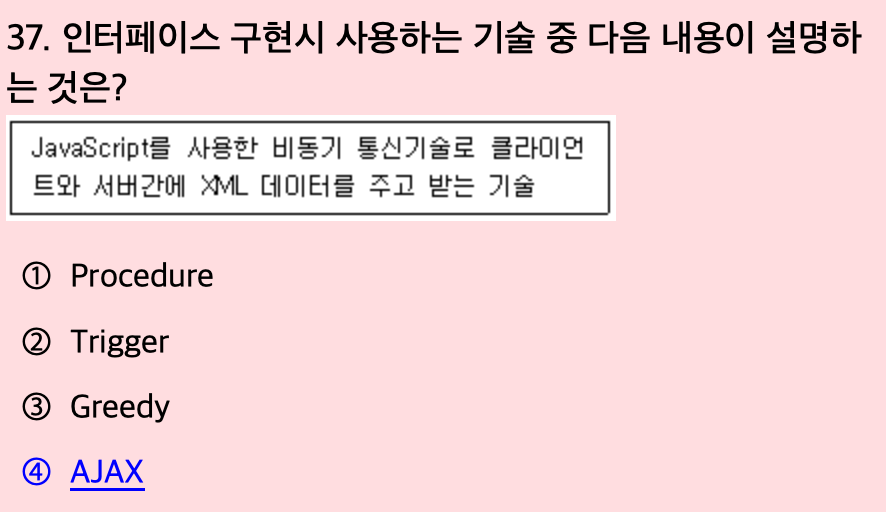 37. 인터페이스 구현시 사용하는 기술 중 다음 내용이 설명하
는 것은?
JavaScript를 사용한 비동기 통신기술로 클라이언
트와 서버간에 XML 데이터를 주고 받는 기술
① Procedure
② Trigger
③ Greedy
④ AJAX